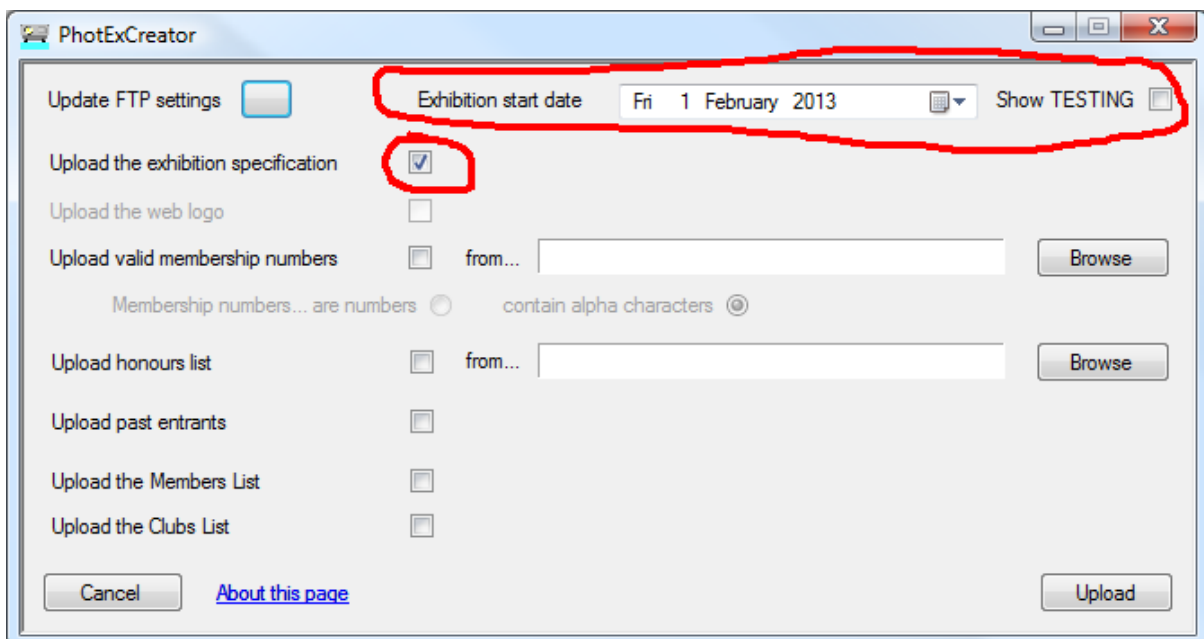 PhotExCreator
Update FTP settings Exhibition start date Fri 1 February 2013 Show TESTING
Upload the exhibition specification
Upload the web logo
Upload valid membership numbers from... Browse
Membership numbers... are numbers contain alpha characters
Upload honours list from... Browse
Upload past entrants
Upload the Members List
Upload the Clubs List
Cancel About this page Upload